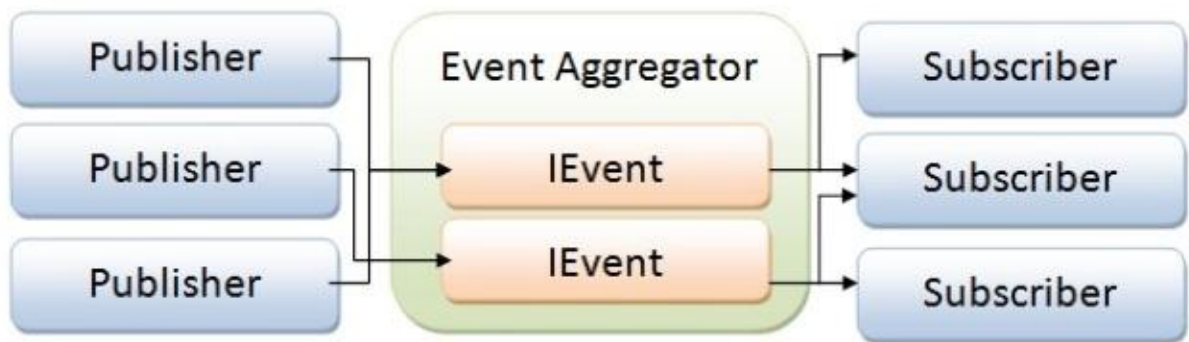 Publisher
Publisher
Publisher
Event Aggregator
IEvent
IEvent
Subscriber
Subscriber
Subscriber